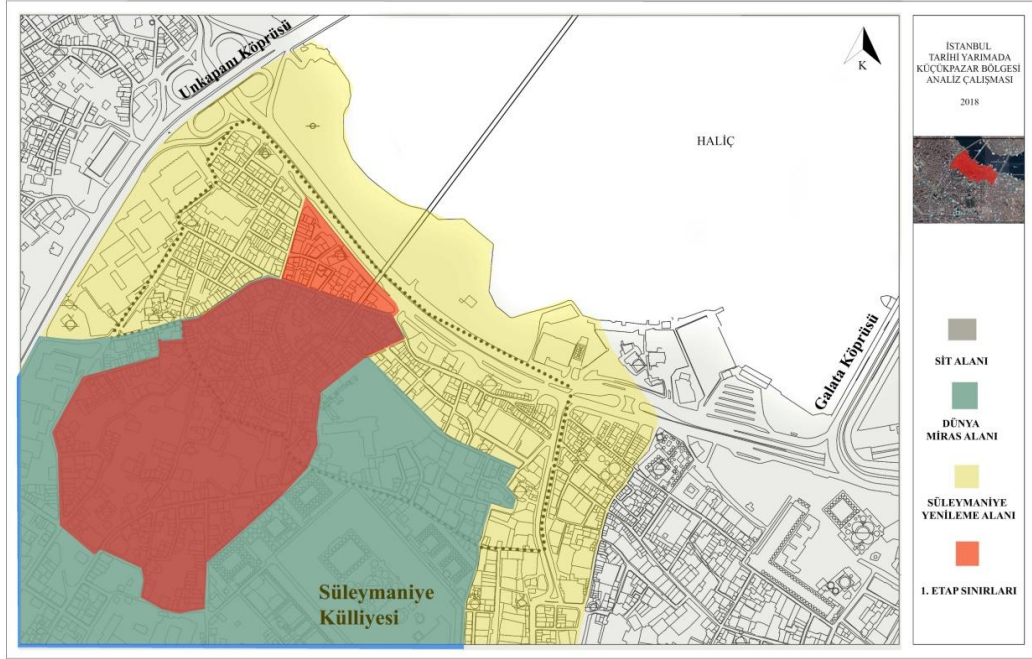 Unkapanı Köprüsü
K
HALİÇ
Galata Köprüsü
Süleymaniye
Külliyesi
İSTANBUL
TARİHİ YARIMADA
KÜÇÜKPAZAR BÖLGESİ
ANALİZ ÇALIŞMASI
2018
SİT ALANI
DÜNYA
MİRAS ALANI
SÜLEYMANİYE
YENİLEME ALANI
1. ETAP SINIRLARI